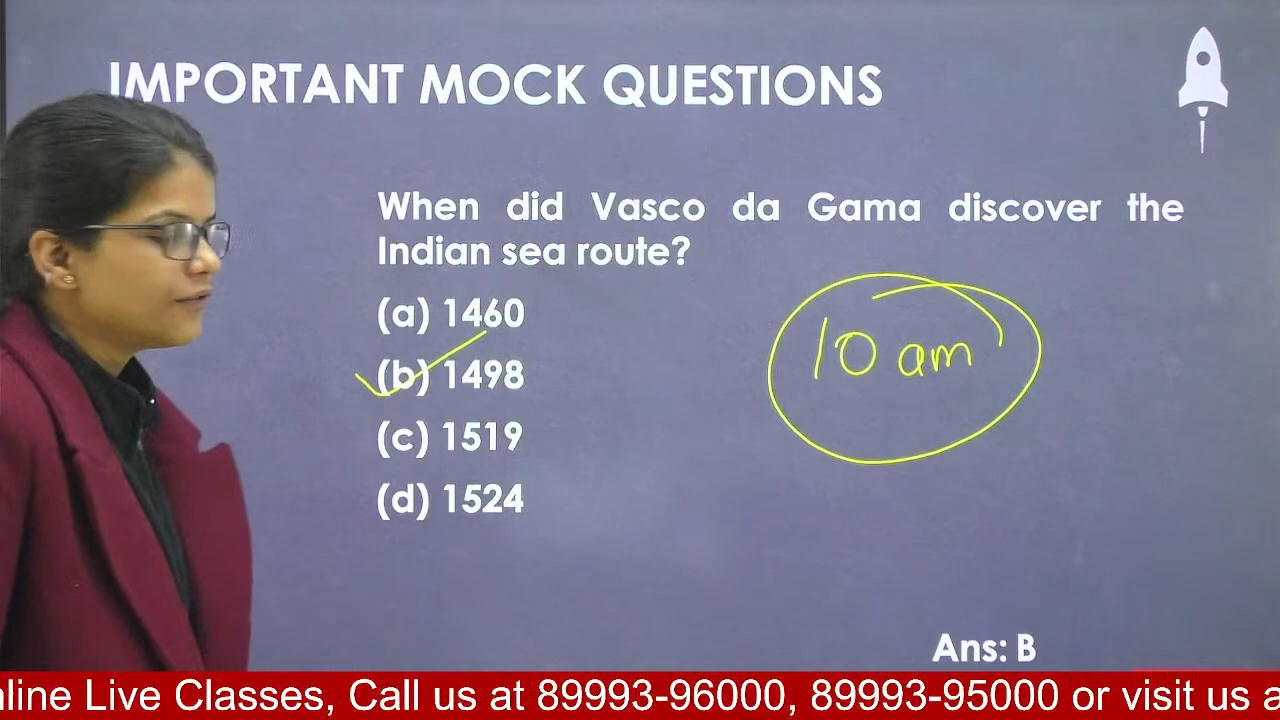 IMPORTANT MOCK QUESTIONS
When did Vasco da Gama discover the
Indian sea route?
(a) 1460
(b) 1498
(c) 1519
(d) 1524
10 am
Ans: B
nline Live Classes, Call us at 89993-96000, 89993-95000 or visit us a